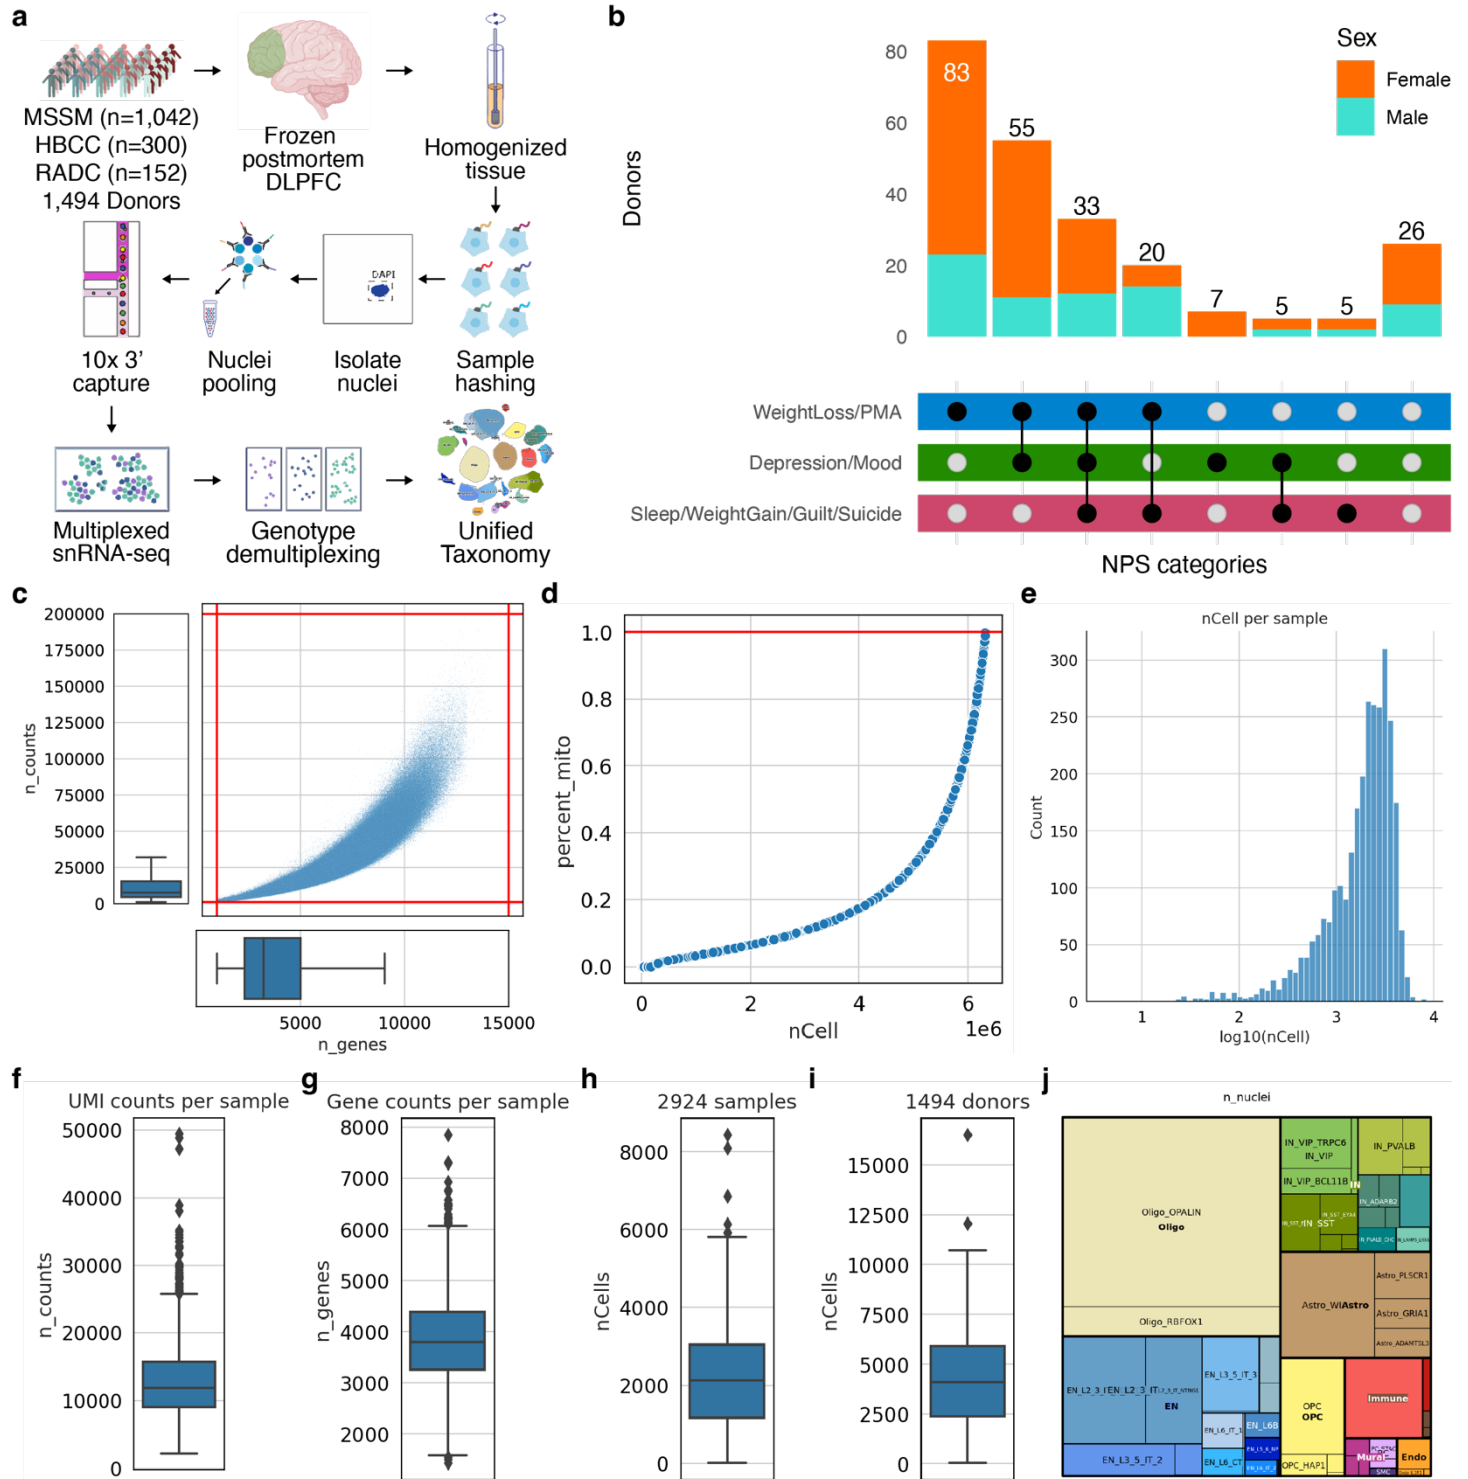 a
MSSM (n=1,042)
HBCC (n=300)
RADC (n=152)
1,494 Donors
Frozen
postmortem
DLPFC
Homogenized
tissue
10x 3'
capture
Nuclei
pooling
DAPI
Isolate
nuclei
Sample
hashing
Multiplexed
snRNA-seq
Genotype
demultiplexing
Unified
Taxonomy
b
Donors
80
60
40
20
0
83
55
33
20
7
5
5
26
Sex
Female
Male
WeightLoss/PMA
Depression/Mood
Sleep/WeightGain/Guilt/Suicide
NPS categories
c
n_counts
200000
175000
150000
125000
100000
75000
50000
25000
0
5000
10000
15000
n_genes
d
percent_mito
1.0
0.8
0.6
0.4
0.2
0.0
0
2
4
6
1e6
nCell
e
nCell per sample
Count
300
250
200
150
100
50
0
1
2
3
4
log10(nCell)
f
UMI counts per sample
n_counts
50000
40000
30000
20000
10000
0
g
Gene counts per sample
n_genes
8000
7000
6000
5000
4000
3000
2000
h
2924 samples
nCells
8000
6000
4000
2000
0
i
1494 donors
nCells
15000
12500
10000
7500
5000
2500
0
j
n_nuclei
Oligo_OPALIN
Oligo
Oligo_RBFOX1
EN_L2_3_IT
EN
EN_L3_5_IT_3
EN_L6_IT_1
EN_L6B
EN_L3_5_IT_2
EN_L6_CT
IN_VIP_TRPC6
IN_VIP
IN_VIP_BCL11B
IN
IN_PVALB
IN_SST
IN_SST_EYA4
IN_ADARB2
IN_PVALB_CHC
Astro
Astro_PLSCR1
Astro_GRIA1
Astro_ADAMTSL3
OPC
OPC
OPC_HAP1
Immune
Mural
SMC
Endo